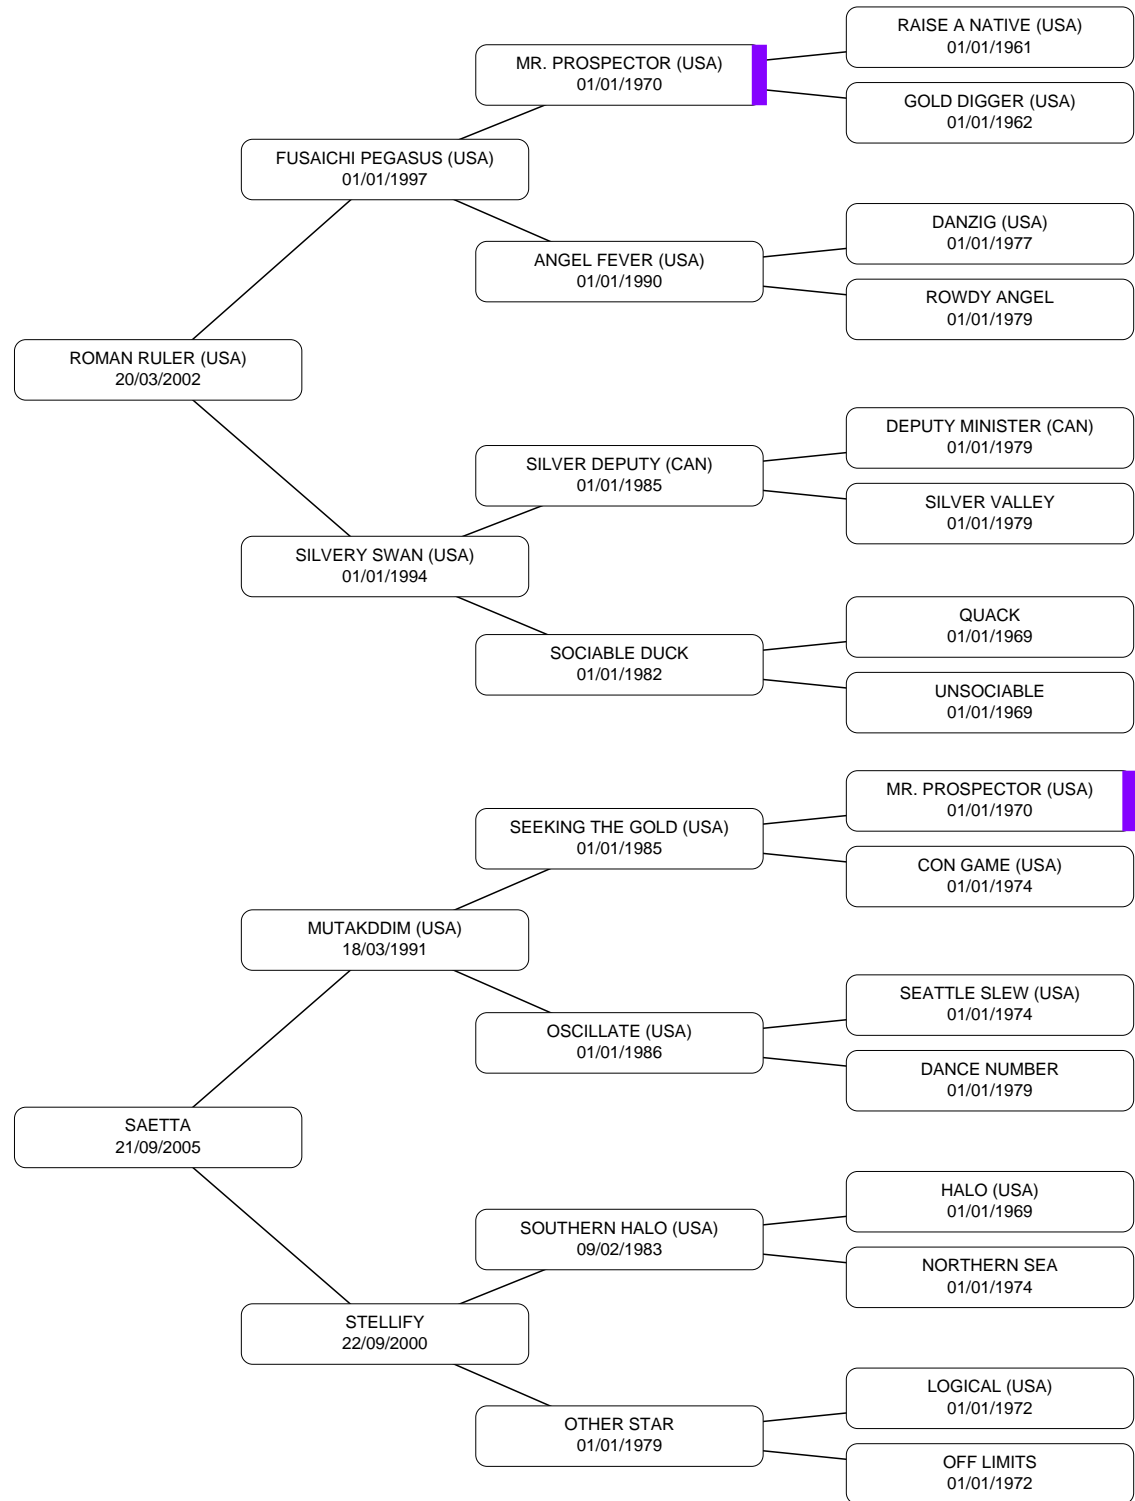 RAISE A NATIVE (USA)
01/01/1961
MR. PROSPECTOR (USA)
01/01/1970
GOLD DIGGER (USA)
01/01/1962
FUSAICHI PEGASUS (USA)
01/01/1997
DANZIG (USA)
01/01/1977
ANGEL FEVER (USA)
01/01/1990
ROWDY ANGEL
01/01/1979
ROMAN RULER (USA)
20/03/2002
DEPUTY MINISTER (CAN)
01/01/1979
SILVER DEPUTY (CAN)
01/01/1985
SILVER VALLEY
01/01/1979
SILVERY SWAN (USA)
01/01/1994
QUACK
01/01/1969
SOCIABLE DUCK
01/01/1982
UNSOCIABLE
01/01/1969
MR. PROSPECTOR (USA)
01/01/1970
SEEKING THE GOLD (USA)
01/01/1985
CON GAME (USA)
01/01/1974
MUTAKDDIM (USA)
18/03/1991
SEATTLE SLEW (USA)
01/01/1974
OSCILLATE (USA)
01/01/1986
DANCE NUMBER
01/01/1979
SAETTA
21/09/2005
HALO (USA)
01/01/1969
SOUTHERN HALO (USA)
09/02/1983
NORTHERN SEA
01/01/1974
STELLIFY
22/09/2000
LOGICAL (USA)
01/01/1972
OTHER STAR
01/01/1979
OFF LIMITS
01/01/1972